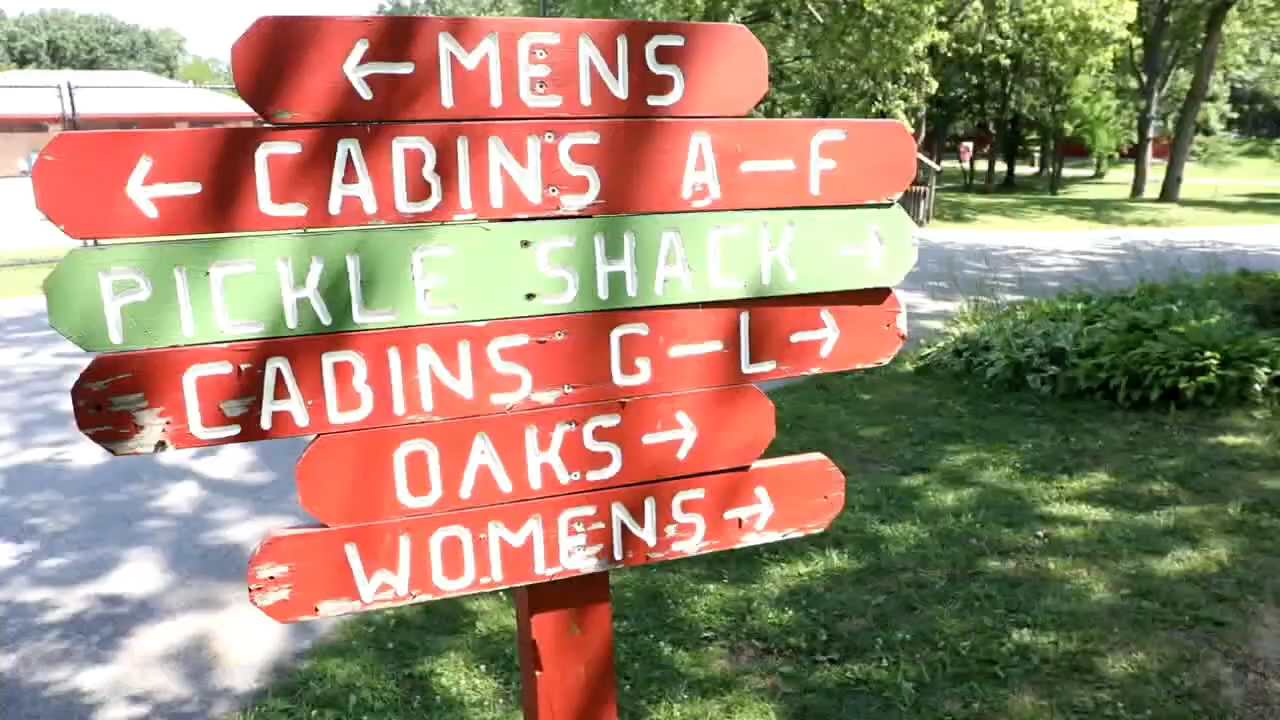 ← MENS
← CABINS A-F
PICKLE SHACK →
CABINS G-L →
OAKS →
WOMENS →